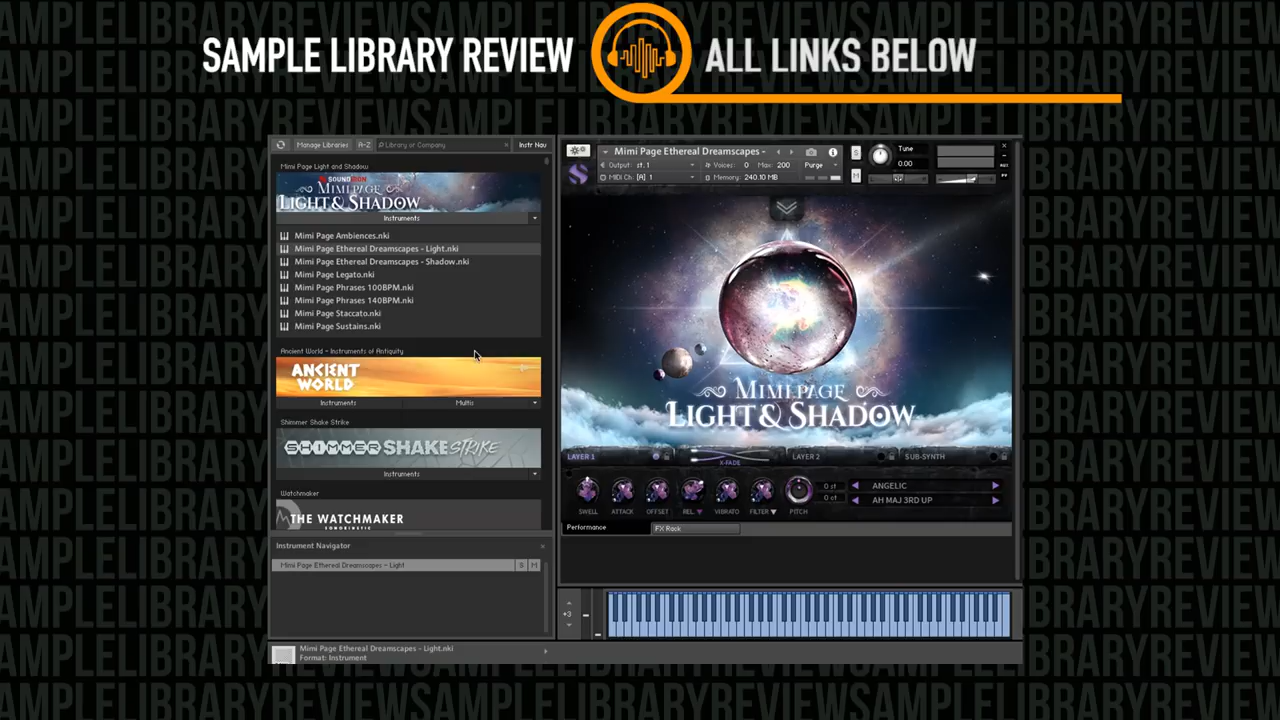 SAMPLE LIBRARY REVIEW
ALL LINKS BELOW
Manage Libraries
A-Z
Library or Company
Instr Nav
Mimi Page Light and Shadow
SOUNDIRON
MIMI PAGE
LIGHT & SHADOW
Instruments
Mimi Page Ambiences.nki
Mimi Page Ethereal Dreamscapes - Light.nki
Mimi Page Ethereal Dreamscapes - Shadow.nki
Mimi Page Legato.nki
Mimi Page Phrases 100BPM.nki
Mimi Page Phrases 140BPM.nki
Mimi Page Staccato.nki
Mimi Page Sustains.nki
Ancient World - Instruments of Antiquity
ANCIENT
WORLD
Instruments
Multis
Shimmer Shake Strike
SHIMMER SHAKE STRIKE
Instruments
Watchmaker
THE WATCHMAKER
Instrument Navigator
Mimi Page Ethereal Dreamscapes - Light
S
M
Mimi Page Ethereal Dreamscapes - Light.nki
Format: Instrument
Mimi Page Ethereal Dreamscapes -
Output: st.1
Voices: 0
Max: 200
Purge
MIDI Ch: [A] 1
Memory: 240.10 MB
S
M
Tune
0.00
MIMI PAGE
LIGHT & SHADOW
LAYER 1
X-FADE
LAYER 2
SUB-SYNTH
SWELL
ATTACK
OFFSET
REL.
VIBRATO
FILTER
PITCH
0 st
0 st
ANGELIC
AH MAJ 3RD UP
Performance
FX Rack
+3